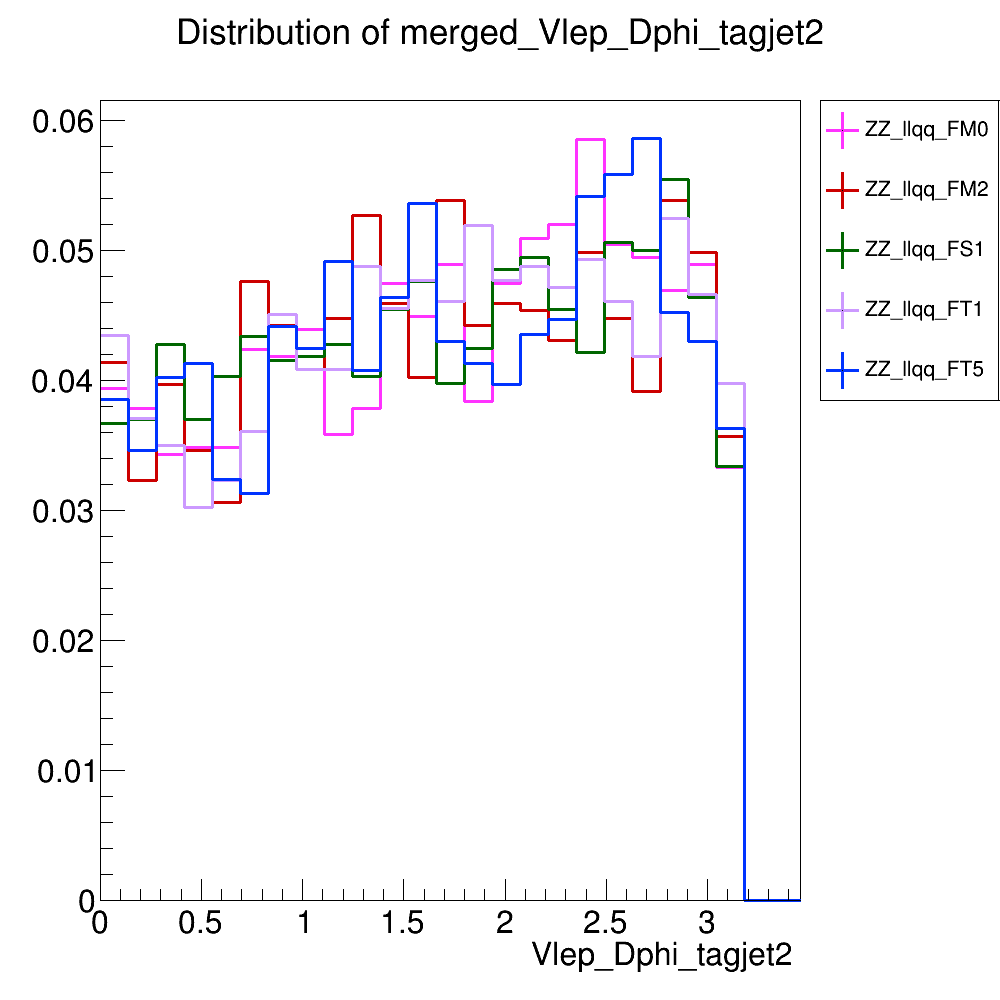 Distribution of merged_Vlep_Dphi_tagjet2
0.06
0.05
0.04
0.03
0.02
0.01
0
0 0.5 1 1.5 2 2.5 3
Vlep_Dphi_tagjet2
ZZ_llqq_FM0
ZZ_llqq_FM2
ZZ_llqq_FS1
ZZ_llqq_FT1
ZZ_llqq_FT5